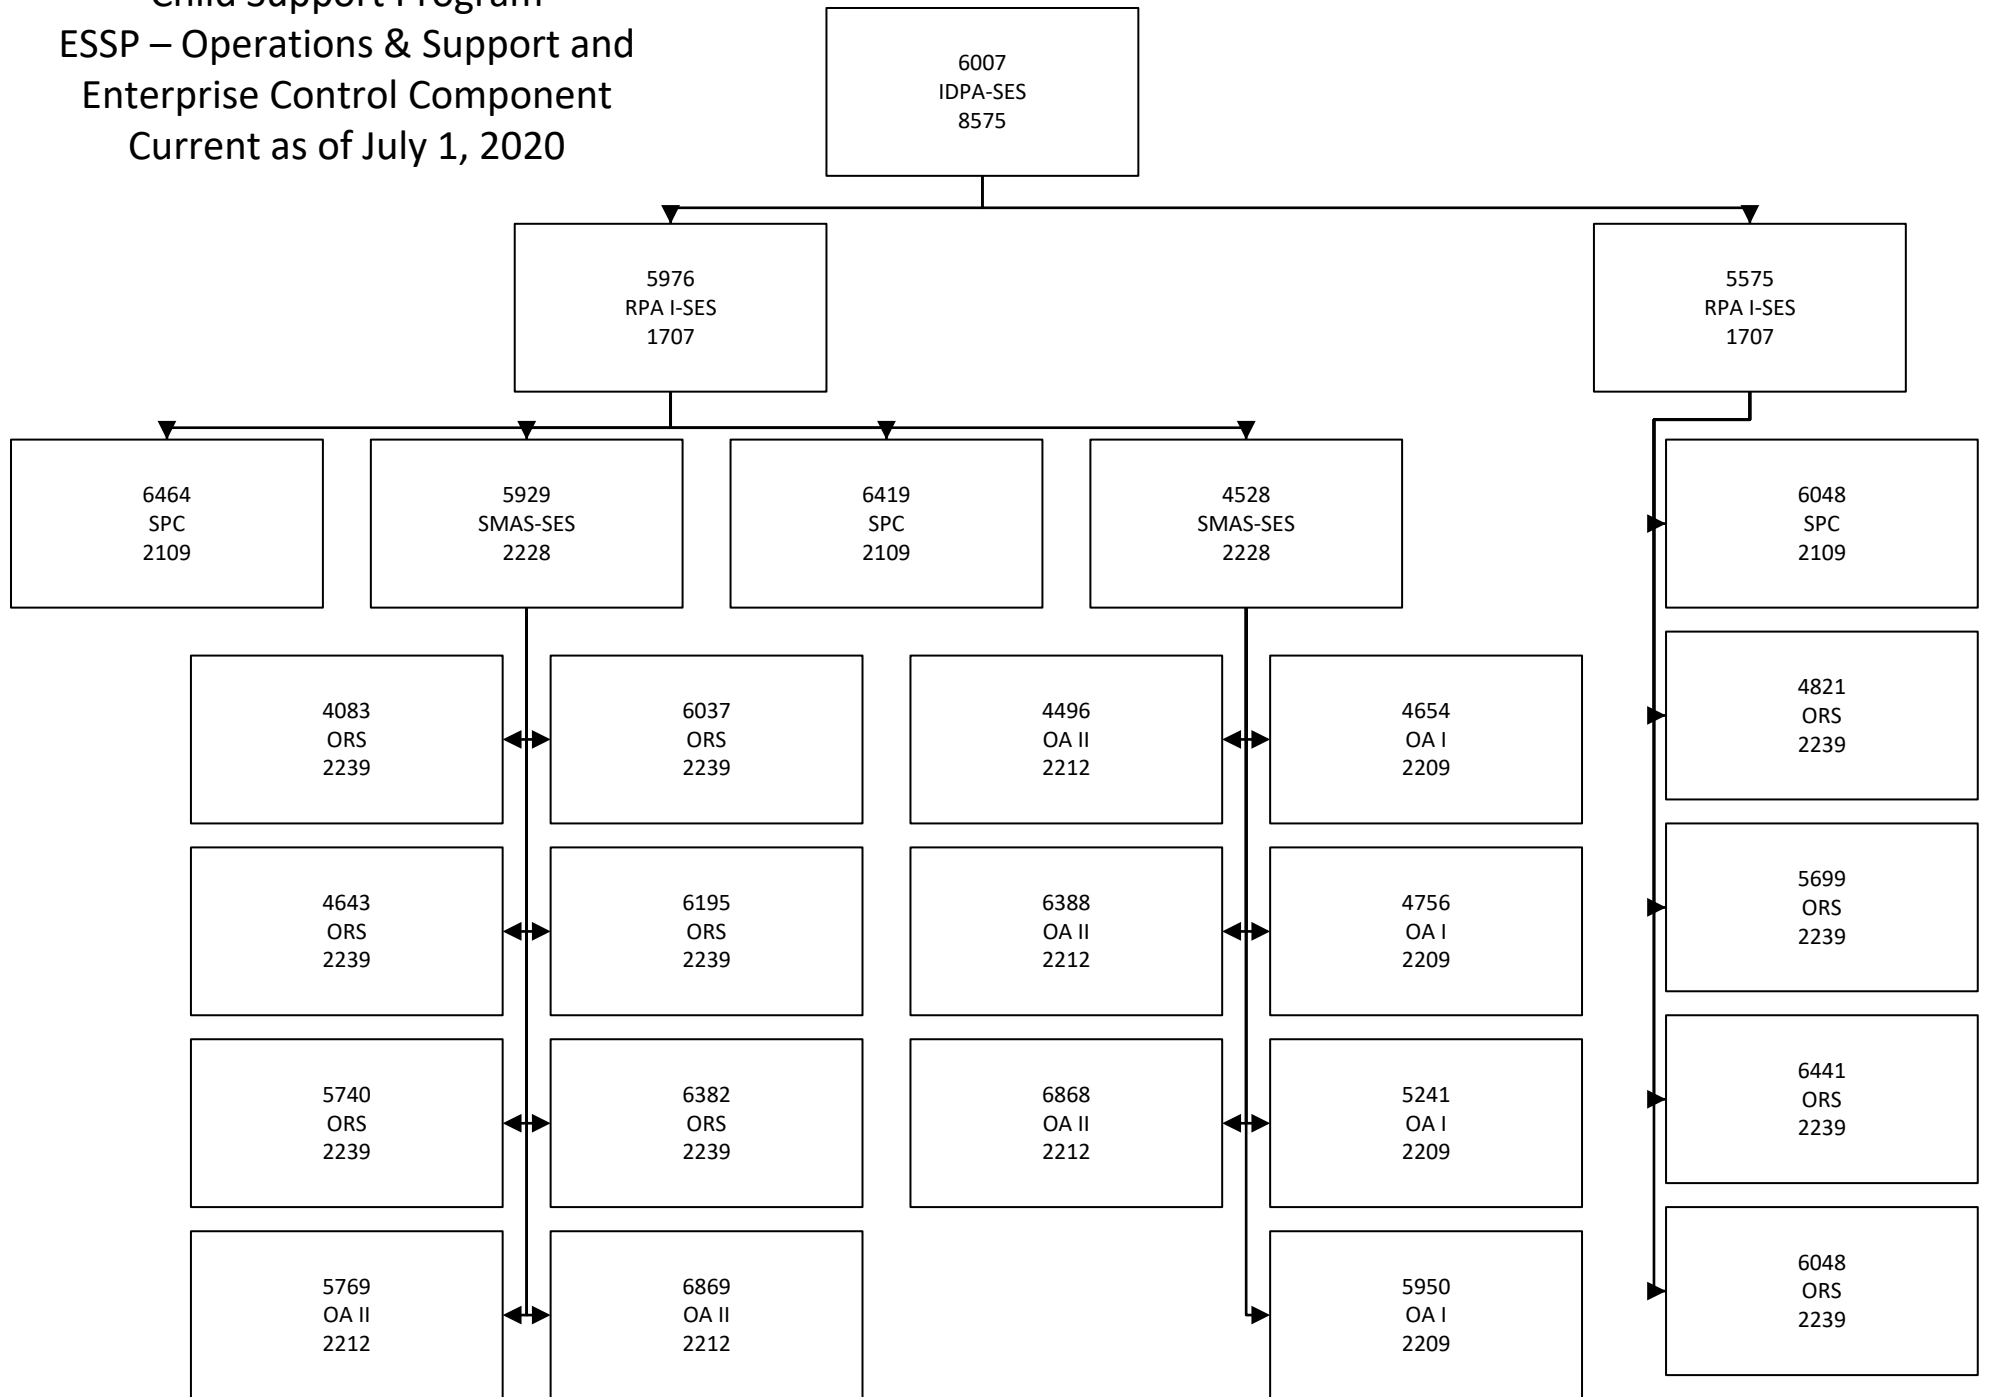 Child Support Program
ESSP – Operations & Support and
Enterprise Control Component
Current as of July 1, 2020
6007
IDPA-SES
8575
5976
RPA I-SES
1707
5575
RPA I-SES
1707
6464
SPC
2109
5929
SMAS-SES
2228
6419
SPC
2109
4528
SMAS-SES
2228
6048
SPC
2109
4083
ORS
2239
6037
ORS
2239
4496
OA II
2212
4654
OA I
2209
4821
ORS
2239
4643
ORS
2239
6195
ORS
2239
6388
OA II
2212
4756
OA I
2209
5699
ORS
2239
5740
ORS
2239
6382
ORS
2239
6868
OA II
2212
5241
OA I
2209
6441
ORS
2239
5769
OA II
2212
6869
OA II
2212
5950
OA I
2209
6048
ORS
2239